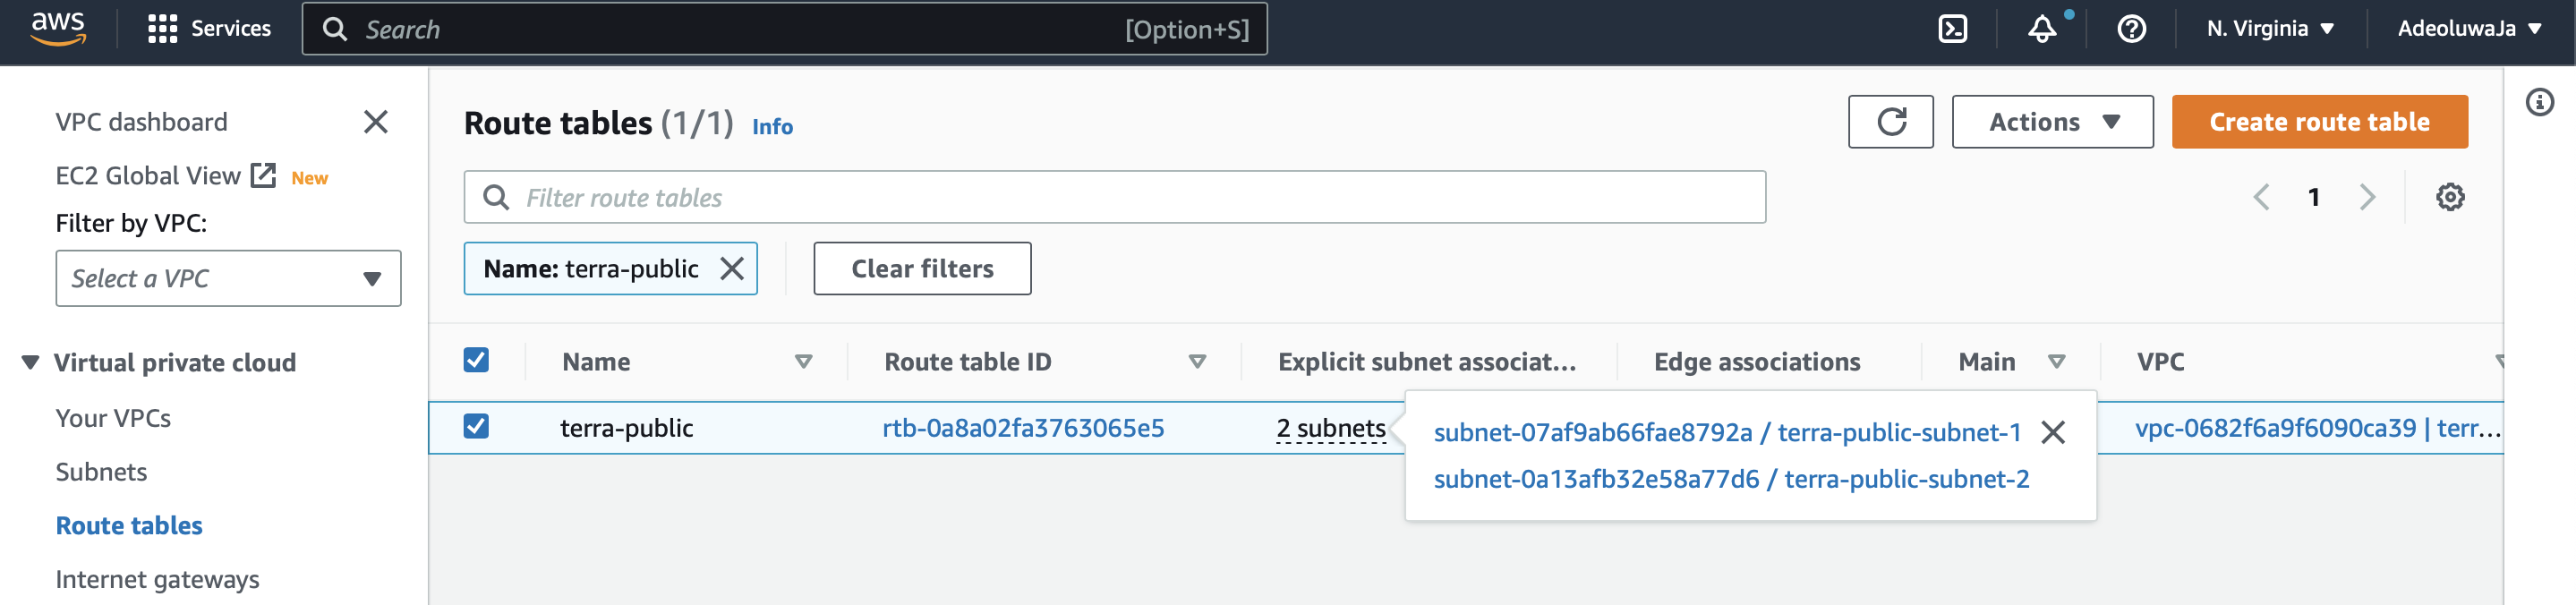 aws
Services
Search
[Option+S]
N. Virginia
AdeoluwaJa
VPC dashboard
EC2 Global View New
Filter by VPC:
Select a VPC
Virtual private cloud
Your VPCs
Subnets
Route tables
Internet gateways
Route tables (1/1) Info
Actions
Create route table
Filter route tables
1
Name: terra-public
Clear filters
Name Route table ID Explicit subnet associat... Edge associations Main VPC
terra-public rtb-0a8a02fa3763065e5 2 subnets vpc-0682f6a9f6090ca39 | terr...
subnet-07af9ab66fae8792a / terra-public-subnet-1
subnet-0a13afb32e58a77d6 / terra-public-subnet-2